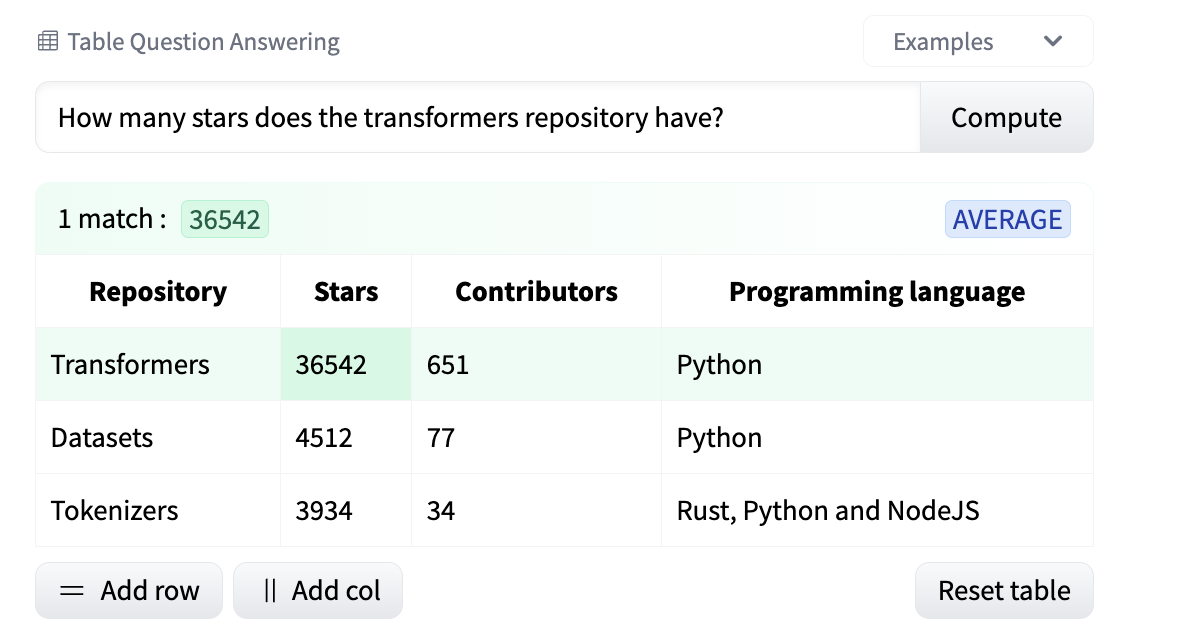 Table Question Answering
Examples
How many stars does the transformers repository have?
Compute
1 match : 36542
AVERAGE
Repository Stars Contributors Programming language
Transformers 36542 651 Python
Datasets 4512 77 Python
Tokenizers 3934 34 Rust, Python and NodeJS
Add row
Add col
Reset table